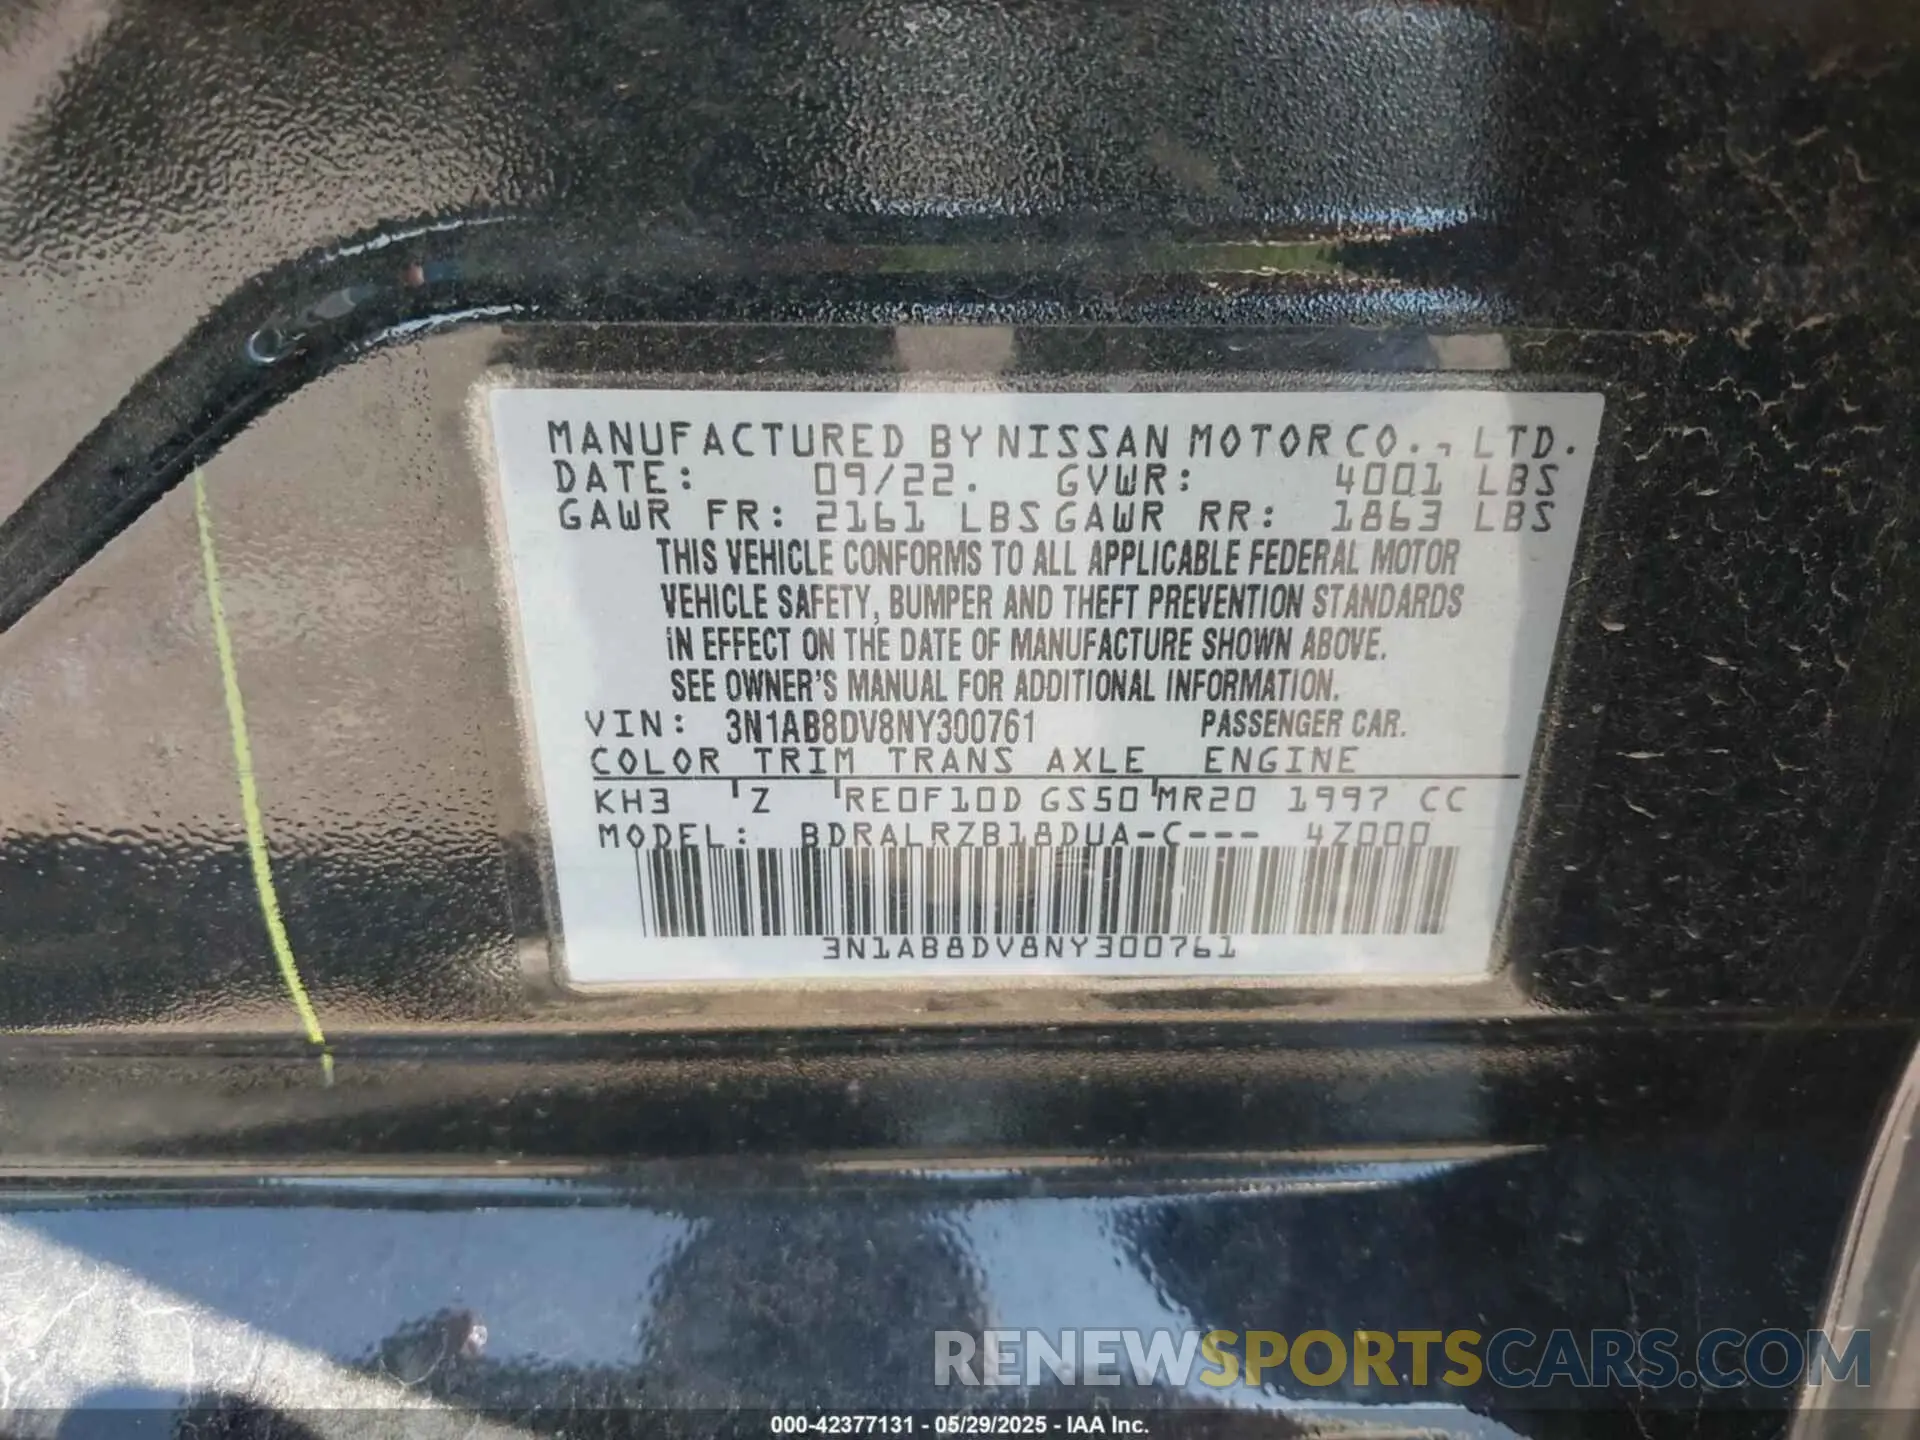 MANUFACTURED BY NISSAN MOTOR CO., LTD.
DATE: 09/22. GVWR: 4001 LBS
GAWR FR: 2161 LBS GAWR RR: 1863 LBS
THIS VEHICLE CONFORMS TO ALL APPLICABLE FEDERAL MOTOR
VEHICLE SAFETY, BUMPER AND THEFT PREVENTION STANDARDS
IN EFFECT ON THE DATE OF MANUFACTURE SHOWN ABOVE.
SEE OWNER'S MANUAL FOR ADDITIONAL INFORMATION.
VIN: 3N1AB8DV8NY300761 PASSENGER CAR.
COLOR TRIM TRANS AXLE ENGINE
KH3 Z RE0F10D GS50 MR20 1997 CC
MODEL: BDRALRZB18DUA-C--- 4Z000
3N1AB8DV8NY300761
RENEWSPORTSCARS.COM
000-42377131 - 05/29/2025 - IAA Inc.